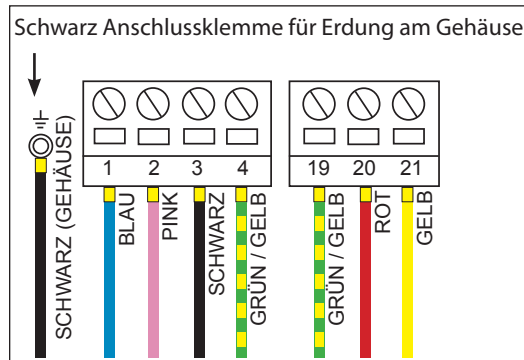 Schwarz Anschlussklemme für Erdung am Gehäuse
1 2 3 4 19 20 21
SCHWARZ (GEHÄUSE)
BLAU
PINK
SCHWARZ
GRÜN / GELB
GRÜN / GELB
ROT
GELB